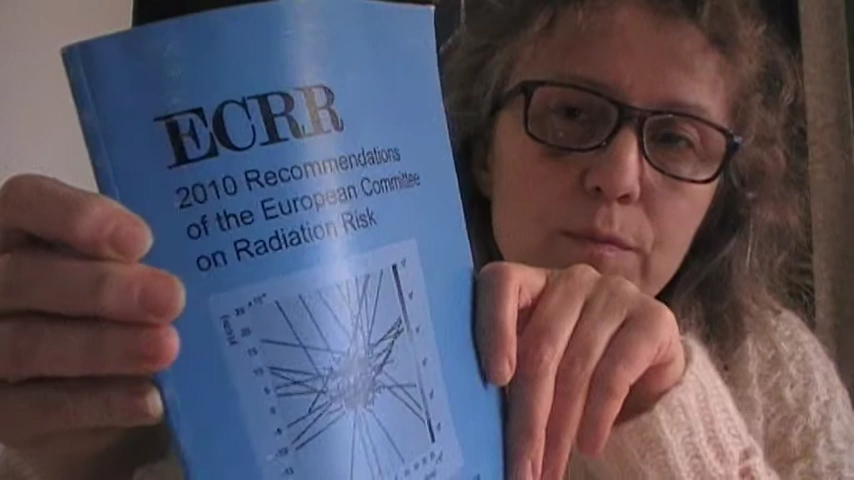 ECRR
2010 Recommendations
of the European Committee
on Radiation Risk